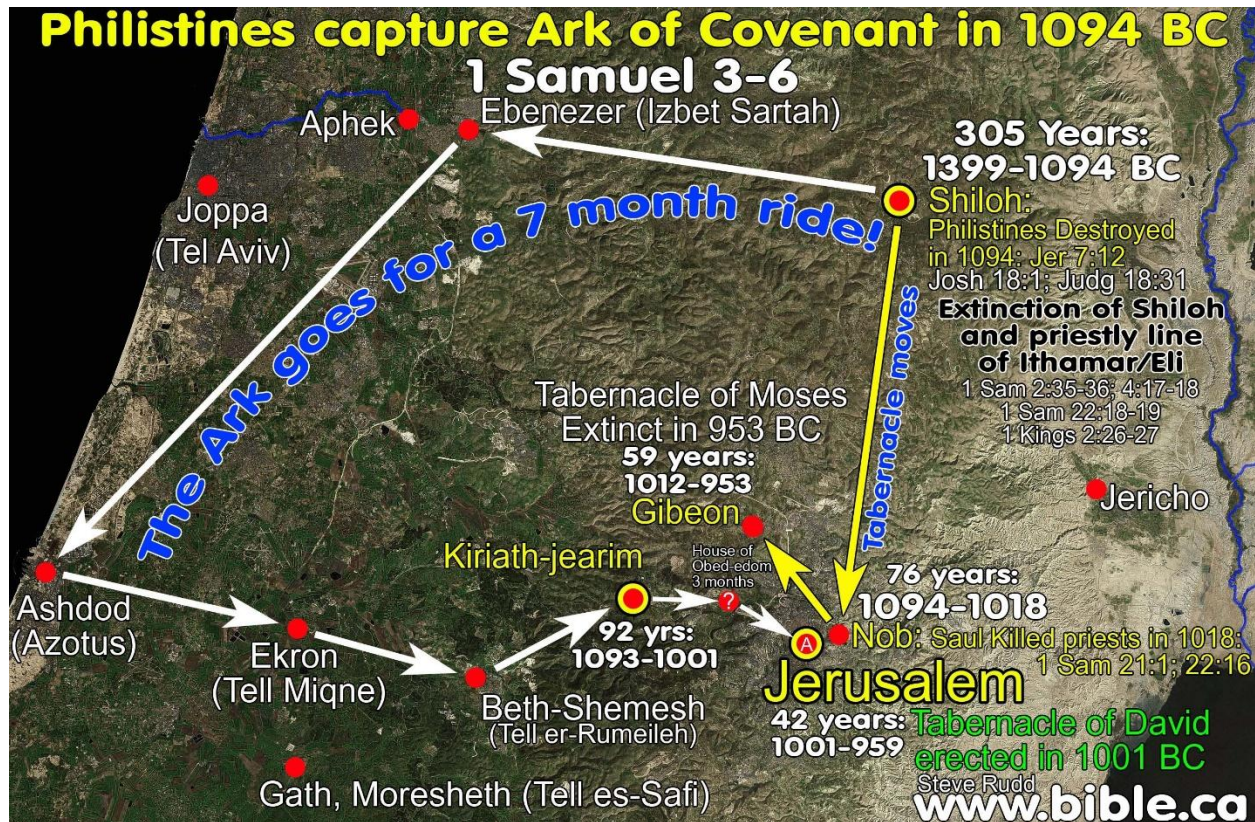 Philistines capture Ark of Covenant in 1094 BC
1 Samuel 3-6
Aphek
Ebenezer (Izbet Sartah)
Joppa
(Tel Aviv)
305 Years:
1399-1094 BC
Shiloh:
Philistines Destroyed
in 1094: Jer 7:12
Josh 18:1; Judg 18:31
Extinction of Shiloh
and priestly line
of Ithamar/Eli
1 Sam 2:35-36; 4:17-18
1 Sam 22:18-19
1 Kings 2:26-27
The Ark goes for a 7 month ride!
Tabernacle moves
Tabernacle of Moses
Extinct in 953 BC
59 years:
1012-953
Gibeon
Jericho
Kiriath-jearim
92 yrs:
1093-1001
House of
Obed-edom
3 months
?
76 years:
1094-1018
Nob: Saul Killed priests in 1018:
1 Sam 21:1; 22:16
A
Jerusalem
42 years:
1001-959
Tabernacle of David
erected in 1001 BC
Ashdod
(Azotus)
Ekron
(Tell Miqne)
Beth-Shemesh
(Tell er-Rumeileh)
Gath, Moresheth (Tell es-Safi)
Steve Rudd
www.bible.ca